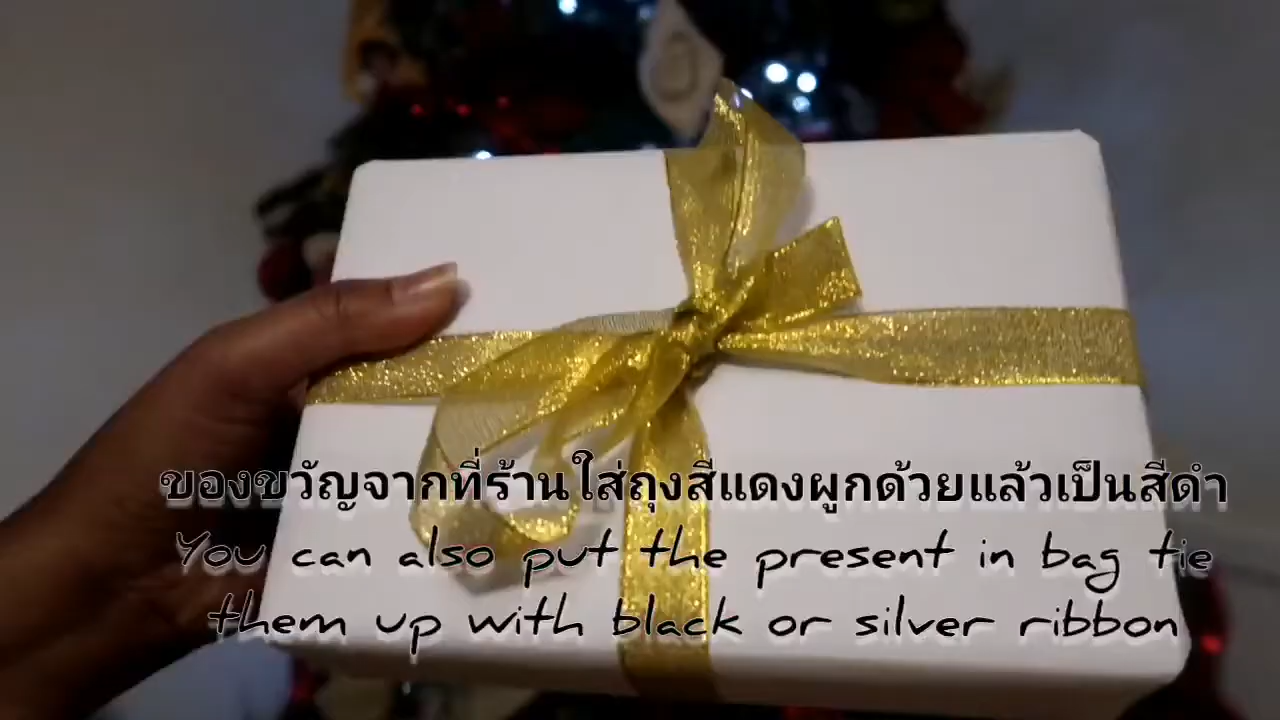 ของขวัญจากที่ร้านใส่ถุงสีแดงผูกด้วยแล้วเป็นสีดำ
You can also put the present in bag tie
them up with black or silver ribbon